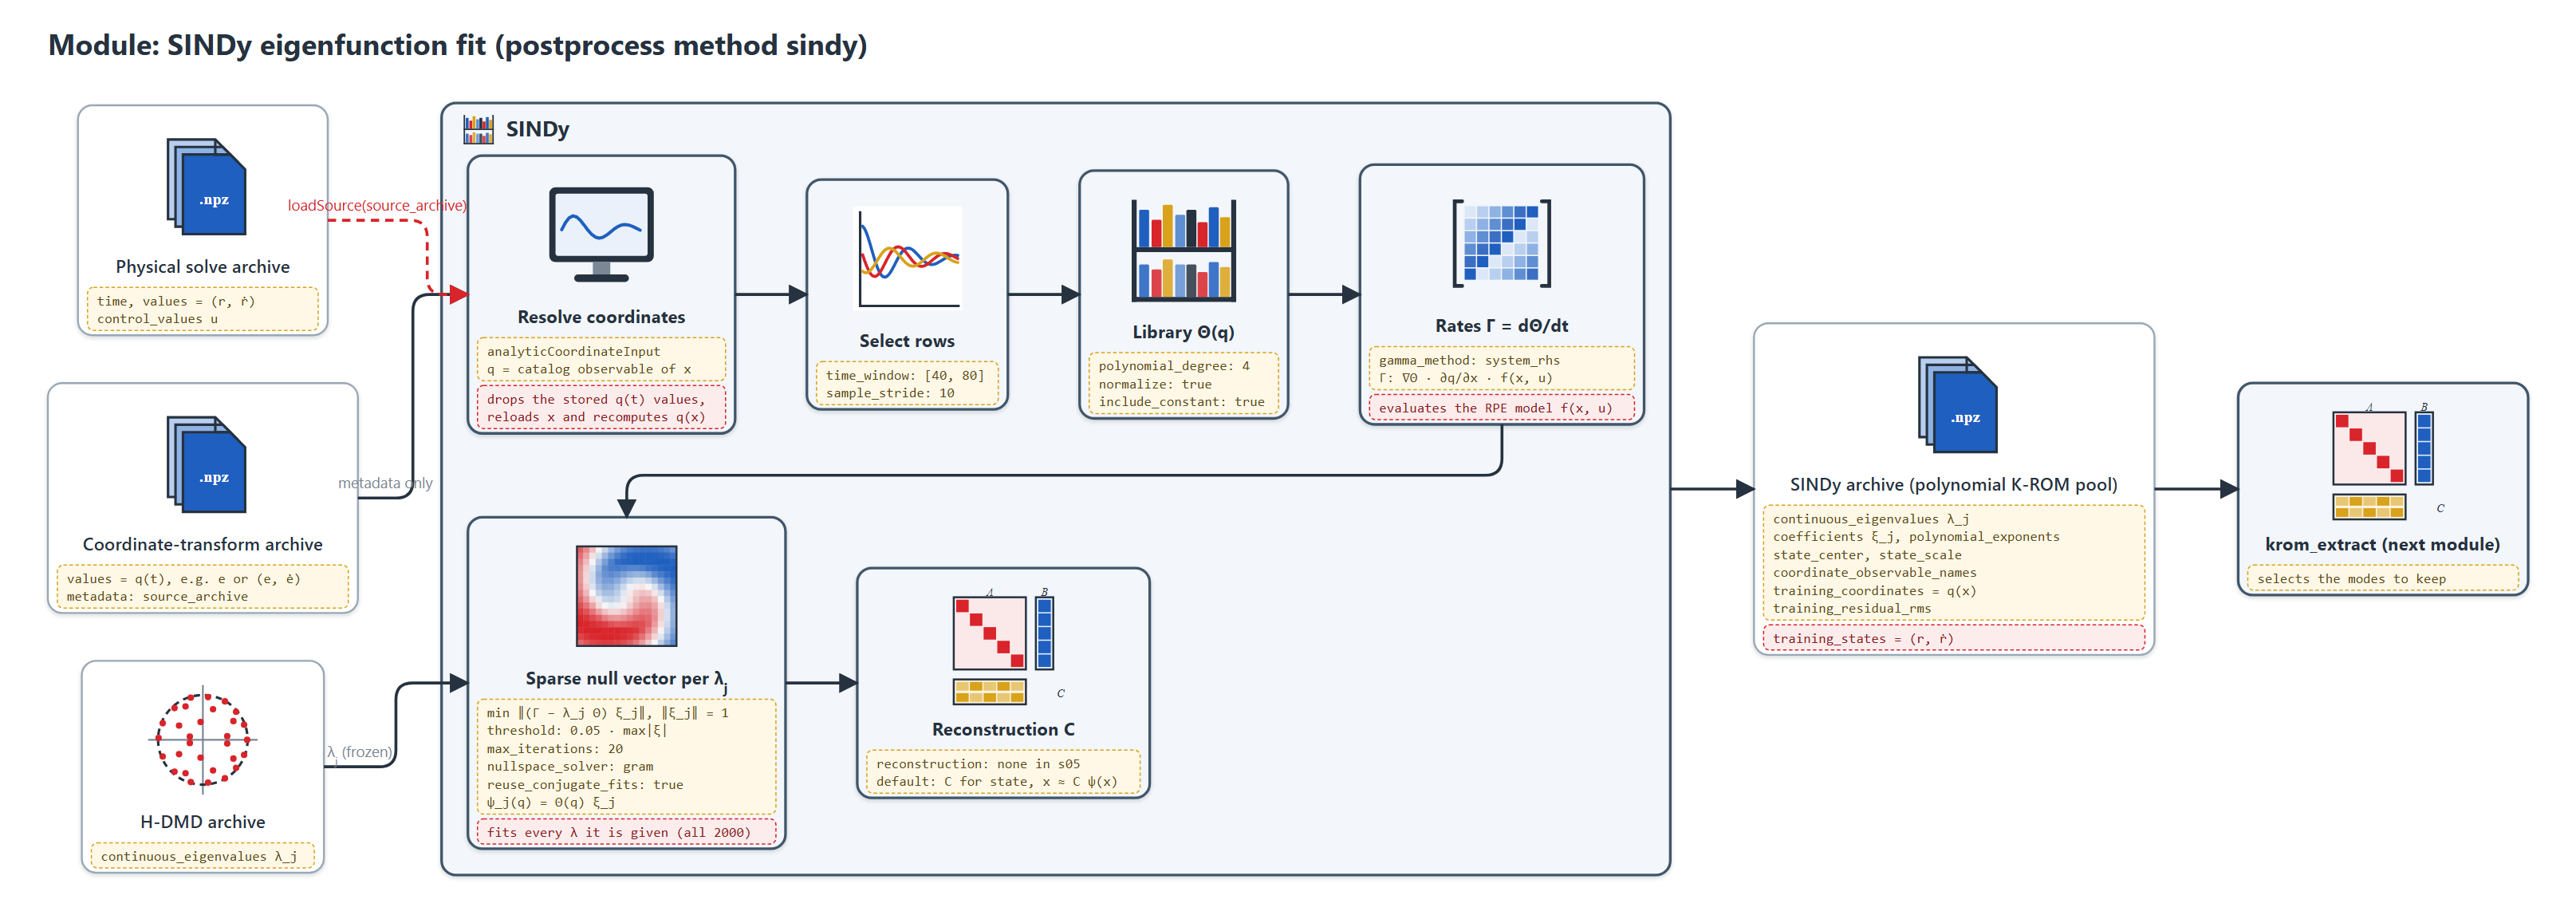 Module: SINDy eigenfunction fit (postprocess method sindy)
.npz
Physical solve archive
time, values = (r, ṙ)
control_values u
loadSource(source_archive)
.npz
Coordinate-transform archive
values = q(t), e.g. e or (e, ė)
metadata: source_archive
metadata only
H-DMD archive
continuous_eigenvalues λ_j
λ_j (frozen)
SINDy
Resolve coordinates
analyticCoordinateInput
q = catalog observable of x
drops the stored q(t) values,
reloads x and recomputes q(x)
Select rows
time_window: [40, 80]
sample_stride: 10
Library Θ(q)
polynomial_degree: 4
normalize: true
include_constant: true
Rates Γ = dΘ/dt
gamma_method: system_rhs
Γ: ∇Θ · ∂q/∂x · f(x, u)
evaluates the RPE model f(x, u)
Sparse null vector per λ_j
min ‖(Γ − λ_j Θ) ξ_j‖, ‖ξ_j‖ = 1
threshold: 0.05 · max|ξ|
max_iterations: 20
nullspace_solver: gram
reuse_conjugate_fits: true
ψ_j(q) = Θ(q) ξ_j
fits every λ it is given (all 2000)
A
B
C
Reconstruction C
reconstruction: none in s05
default: C for state, x ≈ C ψ(x)
.npz
SINDy archive (polynomial K-ROM pool)
continuous_eigenvalues λ_j
coefficients ξ_j, polynomial_exponents
state_center, state_scale
coordinate_observable_names
training_coordinates = q(x)
training_residual_rms
training_states = (r, ṙ)
A
B
C
krom_extract (next module)
selects the modes to keep